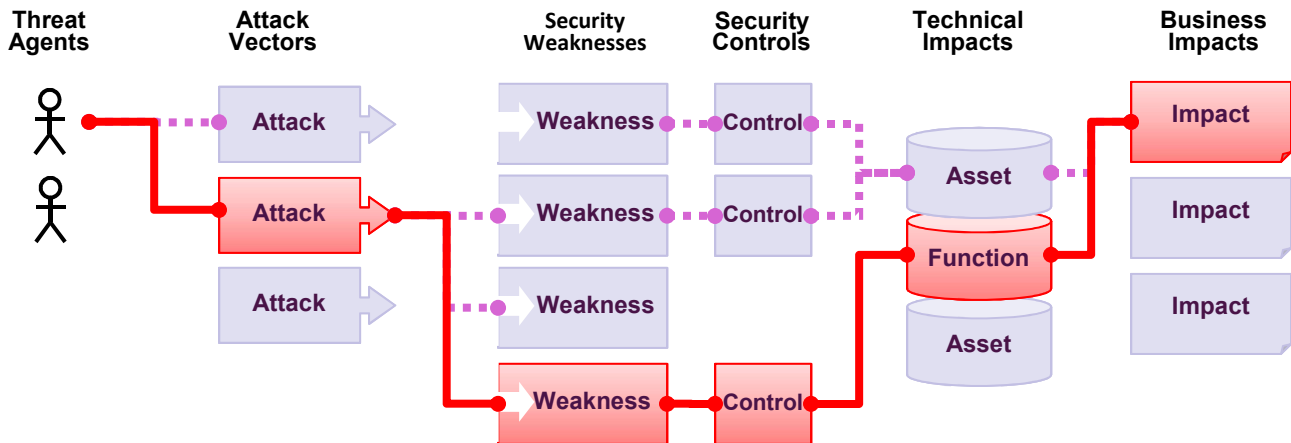 Threat
Agents
Attack
Vectors
Security
Weaknesses
Security
Controls
Technical
Impacts
Business
Impacts
Attack
Weakness
Control
Impact
Asset
Attack
Weakness
Control
Impact
Function
Attack
Weakness
Impact
Asset
Weakness
Control